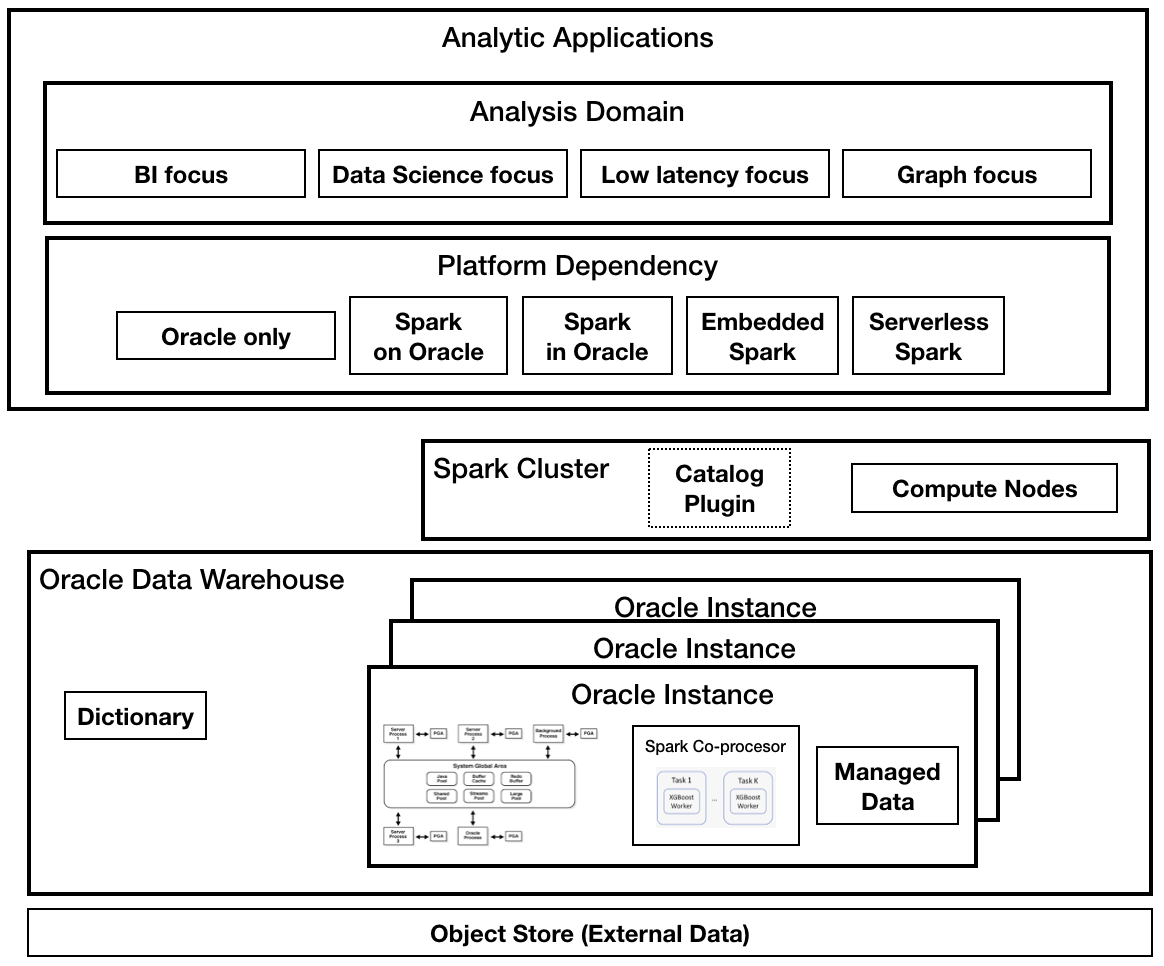 Analytic Applications
Analysis Domain
BI focus
Data Science focus
Low latency focus
Graph focus
Platform Dependency
Oracle only
Spark
on Oracle
Spark
in Oracle
Embedded
Spark
Serverless
Spark
Spark Cluster
Catalog
Plugin
Compute Nodes
Oracle Data Warehouse
Oracle Instance
Oracle Instance
Oracle Instance
Dictionary
Server
Process
1
PGA
Server
Process
2
PGA
Background
Process
PGA
System Global Area
Java
Pool
Buffer
Cache
Redo
Buffer
Shared
Pool
Streams
Pool
Large
Pool
Server
Process
3
PGA
Oracle
Process
PGA
Spark Co-procesor
Task 1
XGBoost
Worker
...
Task K
XGBoost
Worker
Managed
Data
Object Store (External Data)